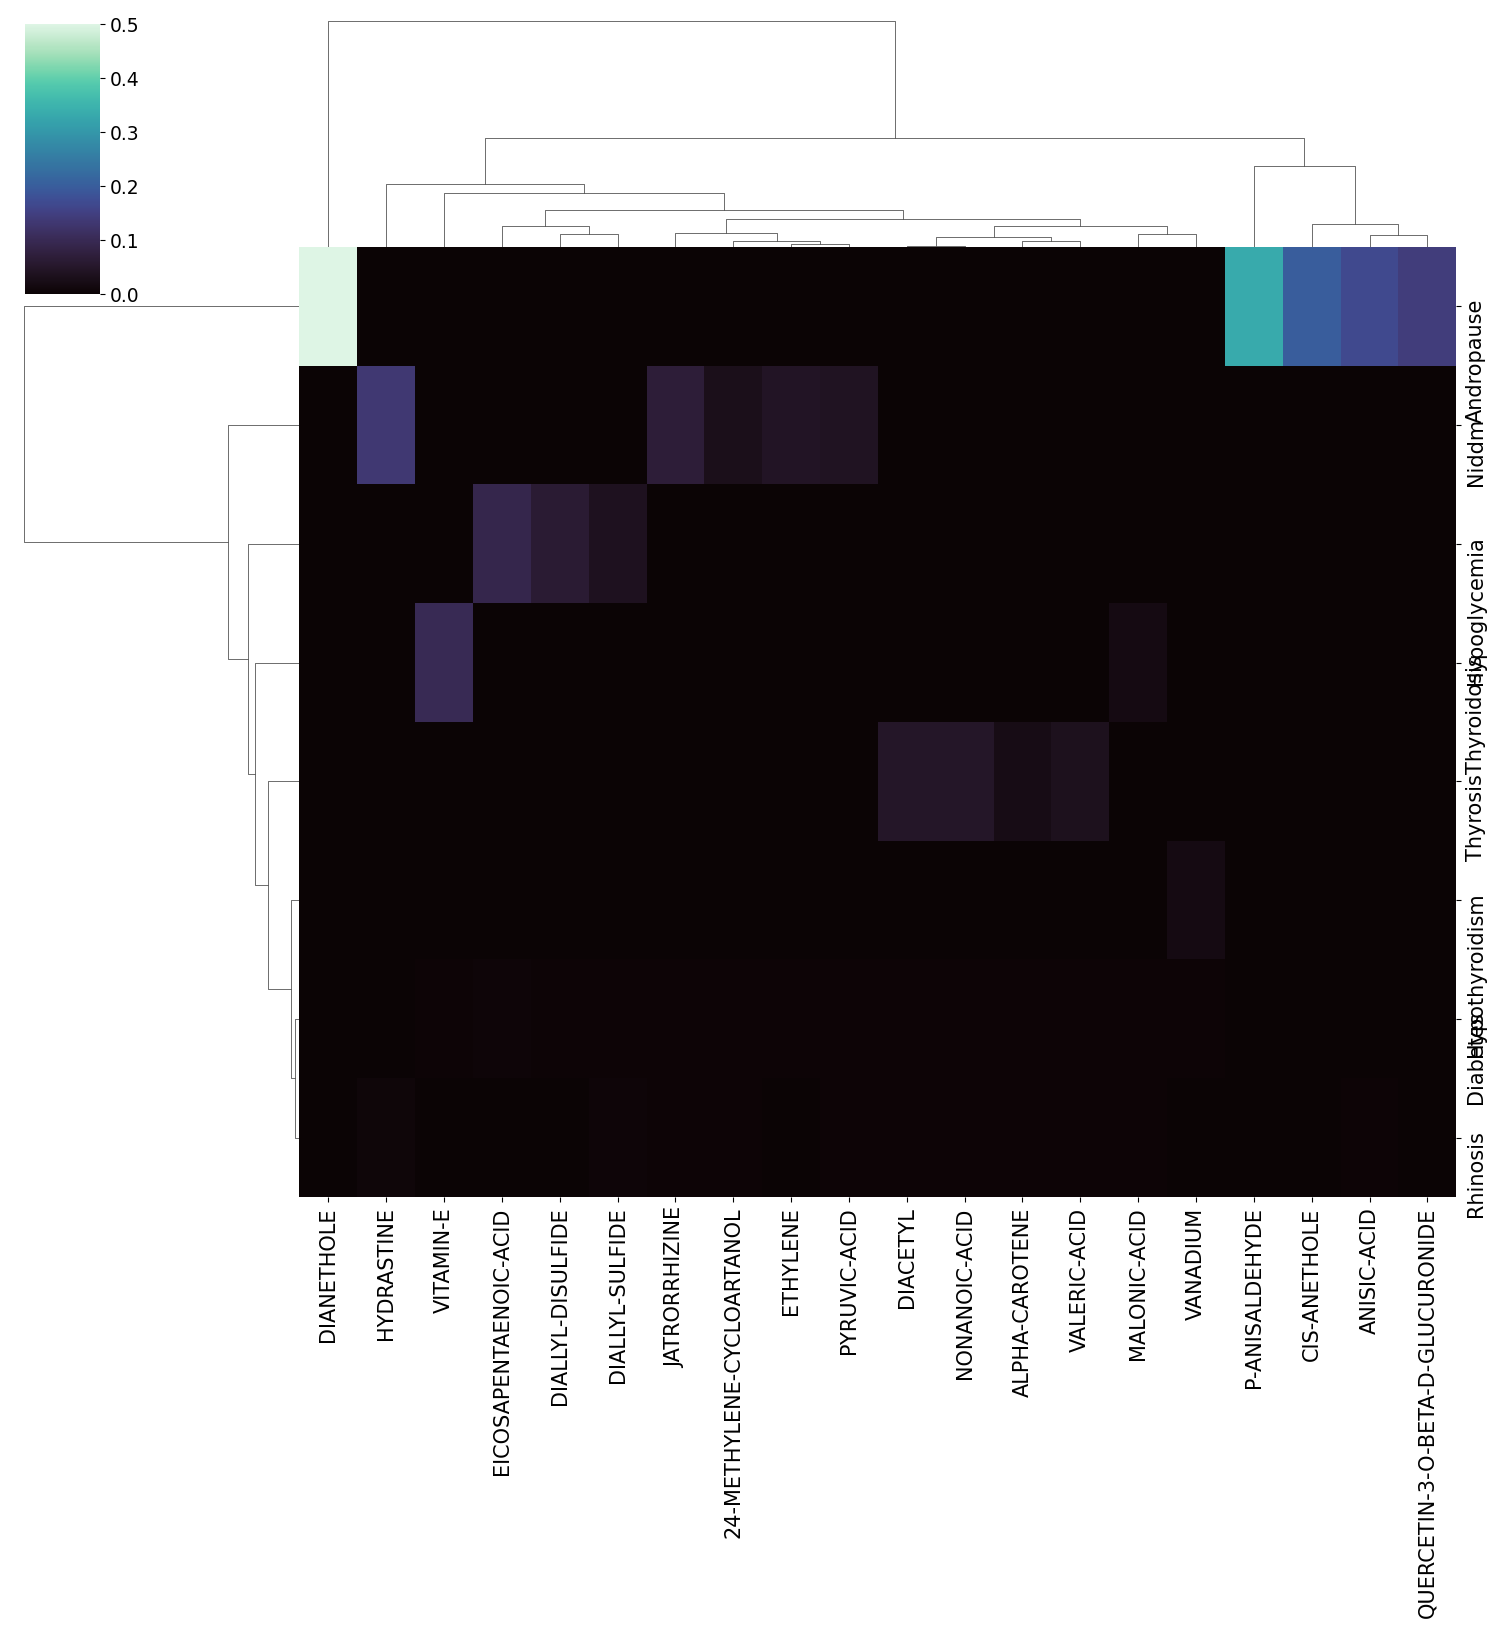 0.5
0.4
0.3
0.2
0.1
0.0
Andropause
Niddm
Hypoglycemia
Thyroidosis
Thyrosis
Hypothyroidism
Diabetes
Rhinosis
DIANETHOLE
HYDRASTINE
VITAMIN-E
EICOSAPENTAENOIC-ACID
DIALLYL-DISULFIDE
DIALLYL-SULFIDE
JATRORRHIZINE
24-METHYLENE-CYCLOARTANOL
ETHYLENE
PYRUVIC-ACID
DIACETYL
NONANOIC-ACID
ALPHA-CAROTENE
VALERIC-ACID
MALONIC-ACID
VANADIUM
P-ANISALDEHYDE
CIS-ANETHOLE
ANISIC-ACID
QUERCETIN-3-O-BETA-D-GLUCURONIDE